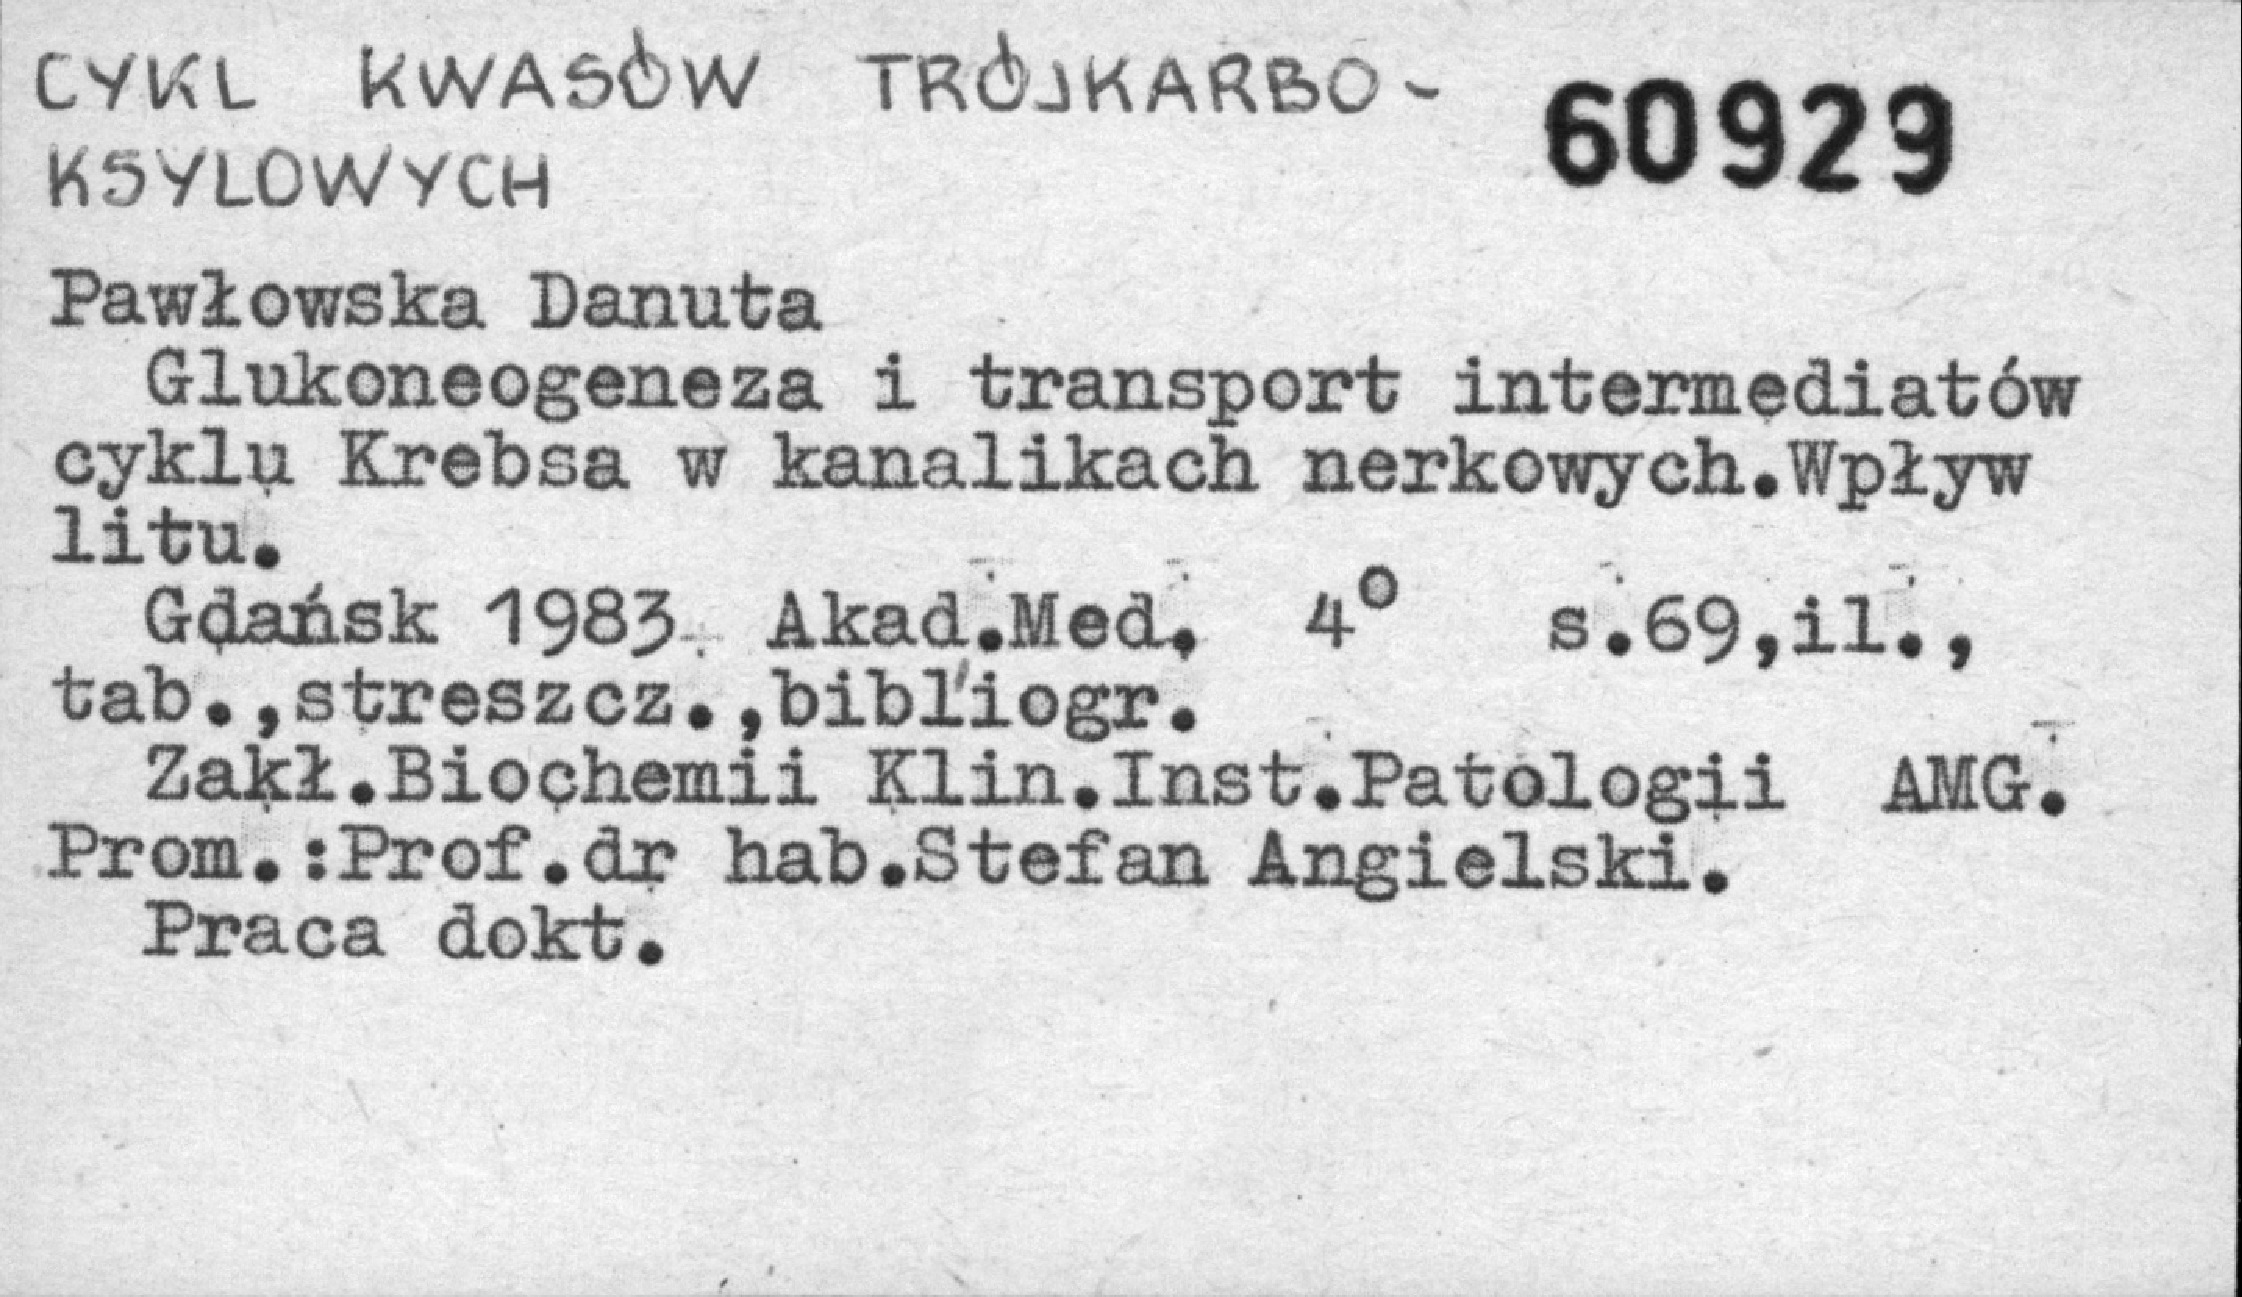 CYKL KWASÓW TRÓJKARBO-
KSYLOWYCH
60929
Pawłowska Danuta
Glukoneogeneza i transport intermediatów
cyklu Krebsa w kanalikach nerkowych.Wpływ
litu.
Gdańsk 1983. Akad.Med. 4° s.69,il.,
tab.,streszcz.,bibliogr.
Zakł.Biochemii Klin.Inst.Patologii AMG.
Prom.:Prof.dr hab.Stefan Angielski.
Praca dokt.